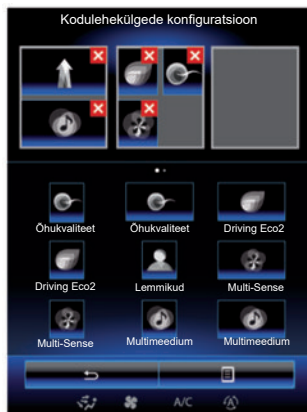 Kodulehekülgede konfiguratsioon
Õhukvaliteet Õhukvaliteet Driving Eco2
Driving Eco2 Lemmikud Multi-Sense
Multi-Sense Multimeedium Multimeedium
A/C